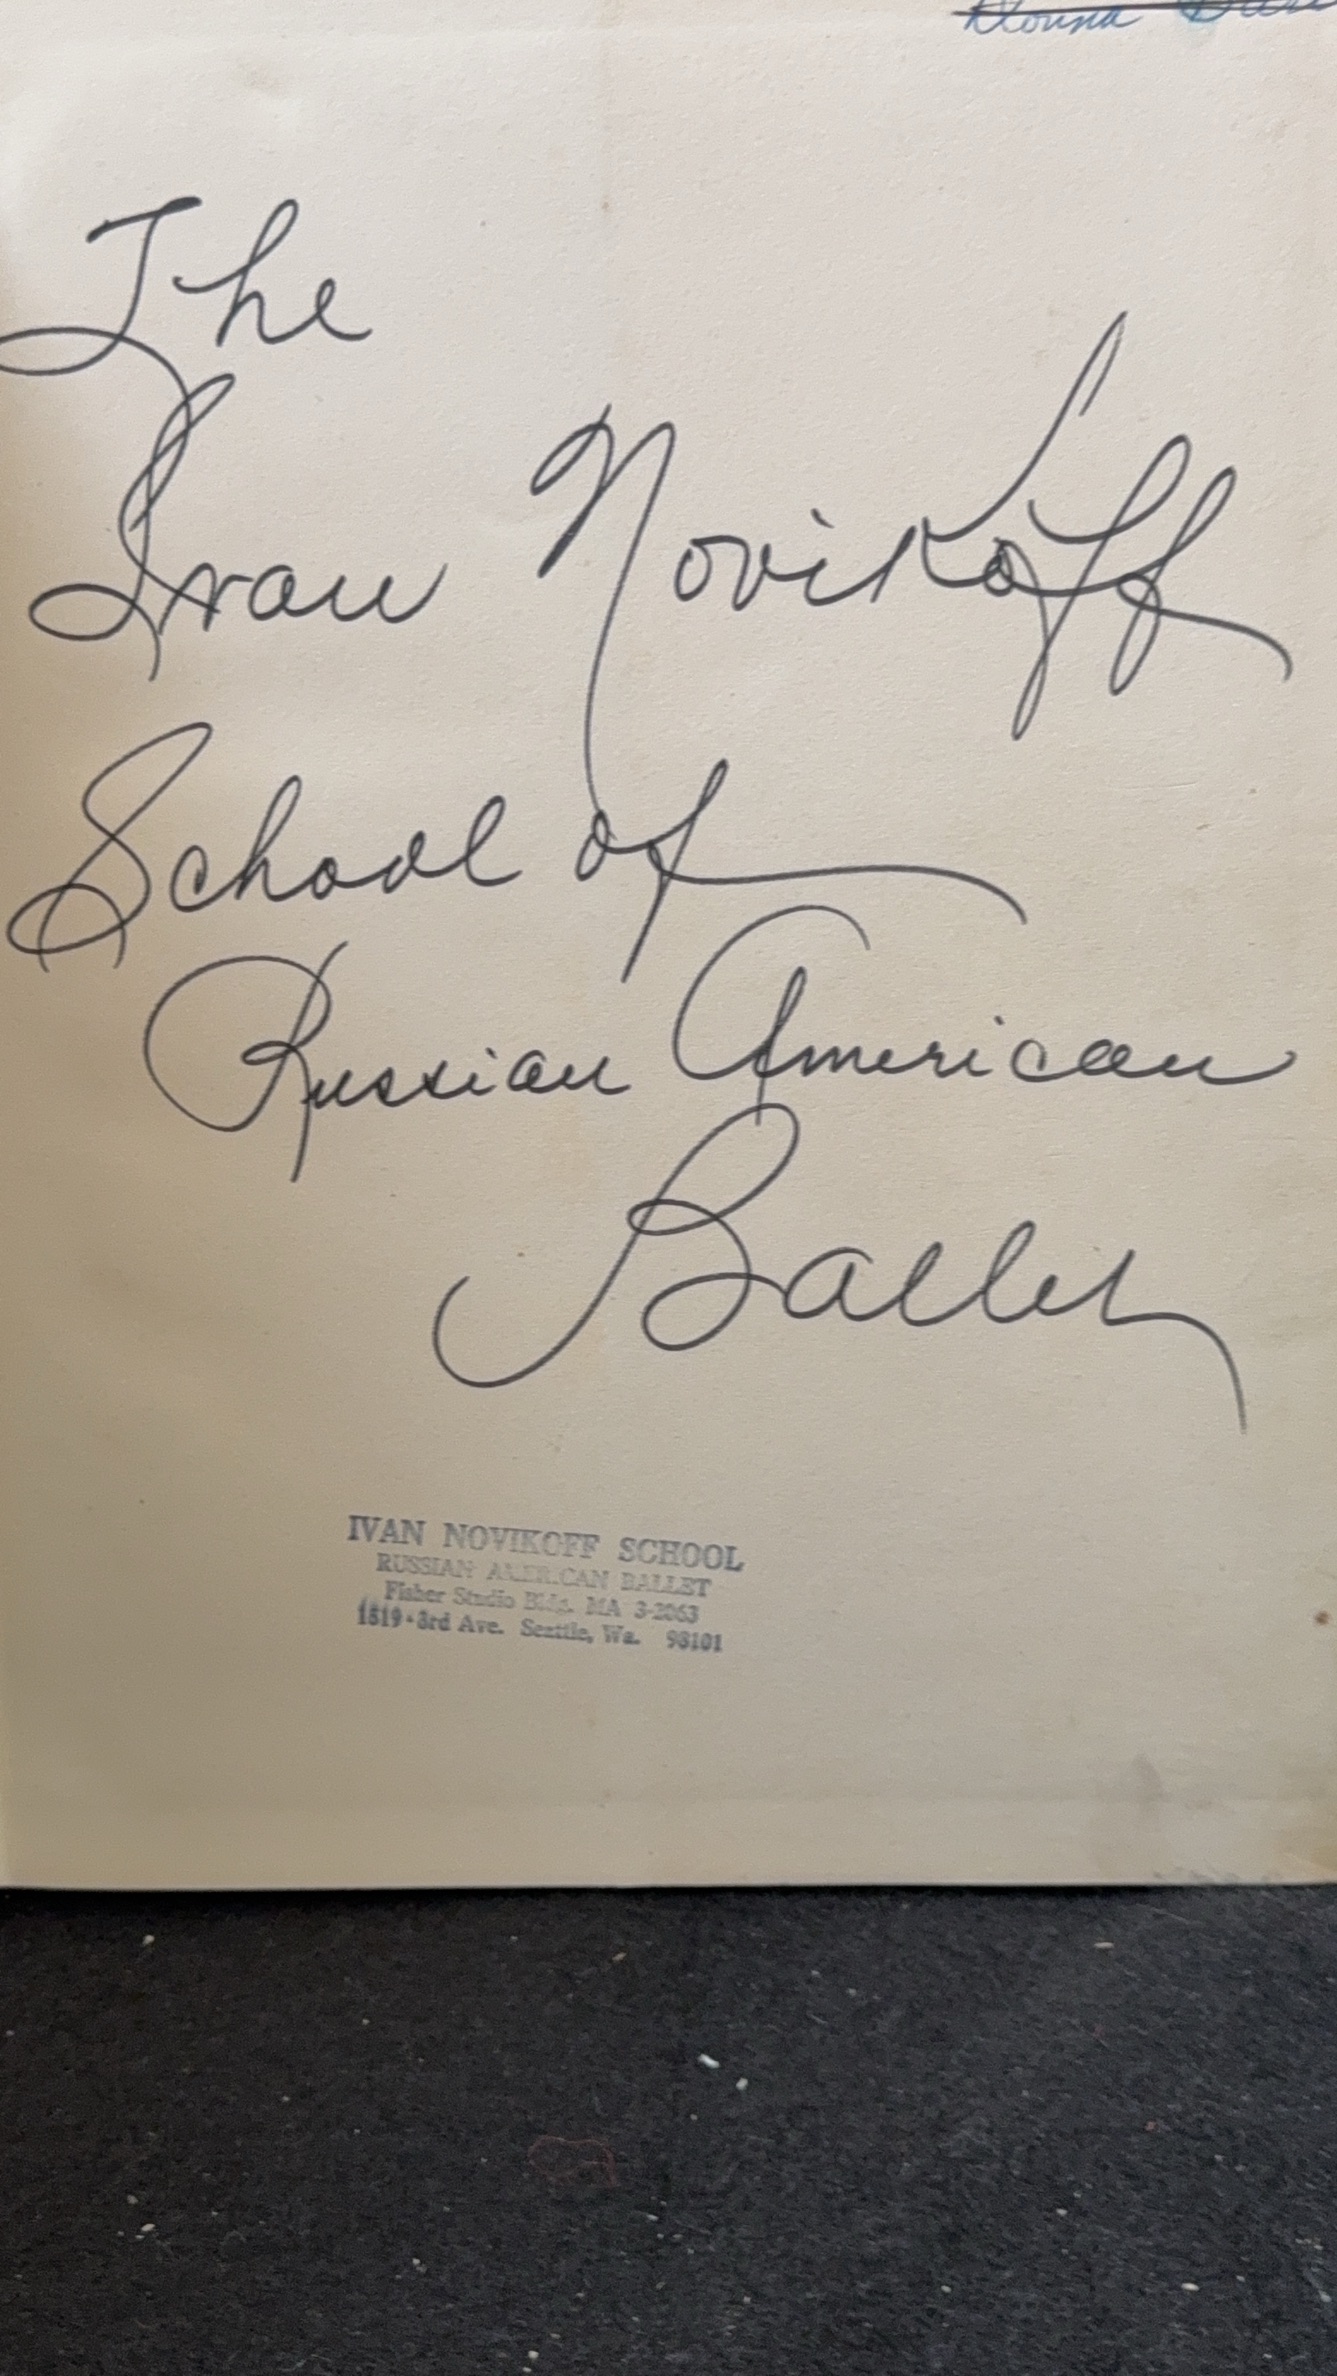 The
Ivan Novikoff
School of
Russian American
Ballet
IVAN NOVIKOFF SCHOOL
RUSSIAN AMERICAN BALLET
Fisher Studio Bldg. MA 3-2063
1819-3rd Ave. Seattle, Wa. 98101